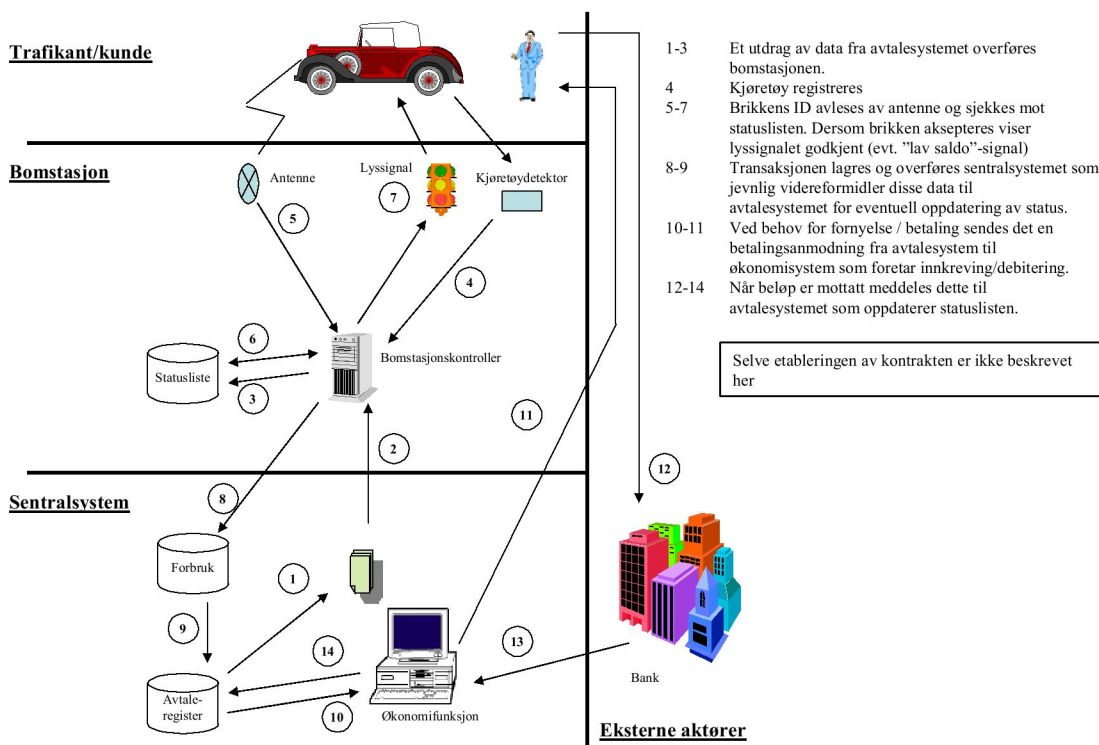 Trafikant/kunde
1-3 Et utdrag av data fra avtalesystemet overføres
bomstasjonen.
4 Kjøretøy registreres
5-7 Brikkens ID avleses av antenne og sjekkes mot
statuslisten. Dersom brikken aksepteres viser
lyssignalet godkjent (evt. ”lav saldo”-signal)
8-9 Transaksjonen lagres og overføres sentralsystemet som
jevnlig videreformidler disse data til
avtalesystemet for eventuell oppdatering av status.
10-11 Ved behov for fornyelse / betaling sendes det en
betalingsanmodning fra avtalesystem til
økonomisystem som foretar innkreving/debitering.
12-14 Når beløp er mottatt meddeles dette til
avtalesystemet som oppdaterer statuslisten.
Selve etableringen av kontrakten er ikke beskrevet
her
Bomstasjon
Antenne
Lyssignal
Kjøretøydetektor
5
7
4
6
Statusliste
3
Bomstasjonskontroller
11
2
12
Sentralsystem
8
Forbruk
1
9
14
13
Avtale-
register
10
Økonomifunksjon
Bank
Eksterne aktører